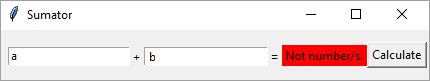 Sumator
a + b = Not number/s. Calculate